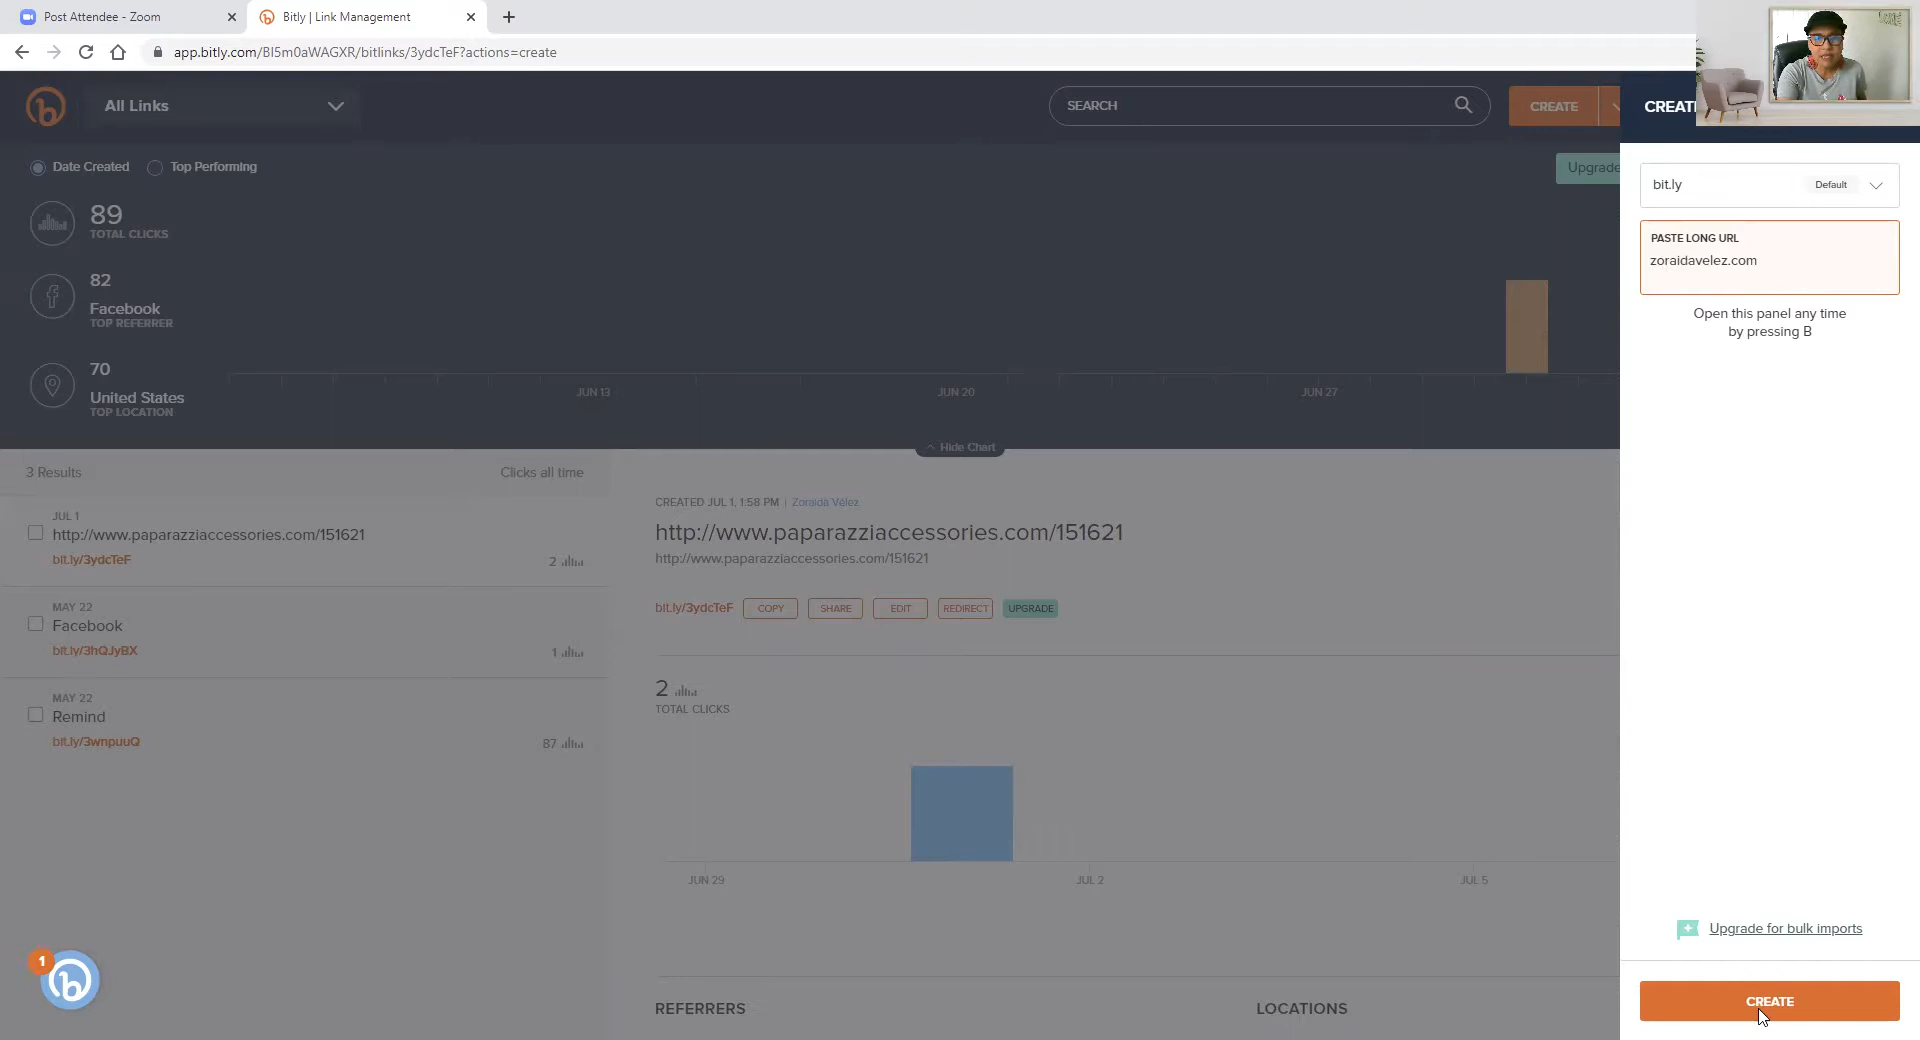 Post Attendee - Zoom
Bitly | Link Management
app.bitly.com/BI5m0aWAGXR/bitlinks/3ydcTeF?actions=create
All Links
SEARCH
CREATE
CREATE
Date Created
Top Performing
Upgrade
89
TOTAL CLICKS
82
Facebook
TOP REFERRER
70
United States
TOP LOCATION
JUN 13
JUN 20
JUN 27
Hide Chart
bit.ly
Default
PASTE LONG URL
zoraidavelez.com
Open this panel any time
by pressing B
3 Results
Clicks all time
JUL 1
http://www.paparazziaccessories.com/151621
bit.ly/3ydcTeF
2
MAY 22
Facebook
bit.ly/3hQJyBX
1
MAY 22
Remind
bit.ly/3wnpuuQ
87
CREATED JUL 1, 1:58 PM | Zoraida Vélez
http://www.paparazziaccessories.com/151621
http://www.paparazziaccessories.com/151621
bit.ly/3ydcTeF
COPY
SHARE
EDIT
REDIRECT
UPGRADE
2
TOTAL CLICKS
JUN 29
JUL 2
JUL 5
REFERRERS
LOCATIONS
1
Upgrade for bulk imports
CREATE